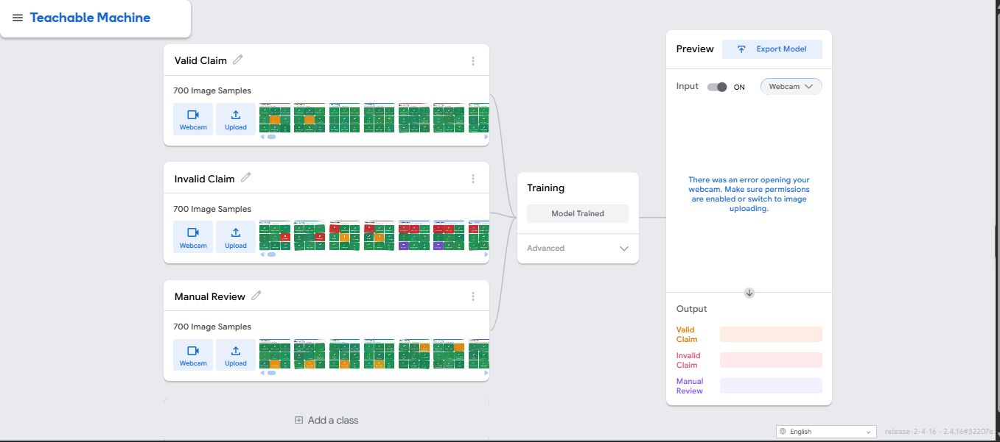 Teachable Machine
Valid Claim
700 Image Samples
Webcam
Upload
Invalid Claim
700 Image Samples
Webcam
Upload
Manual Review
700 Image Samples
Webcam
Upload
Add a class
Training
Model Trained
Advanced
Preview
Export Model
Input
ON
Webcam
There was an error opening your
webcam. Make sure permissions
are enabled or switch to image
uploading.
Output
Valid
Claim
Invalid
Claim
Manual
Review
English
release-2-4-16 - 2.4.16#32207e